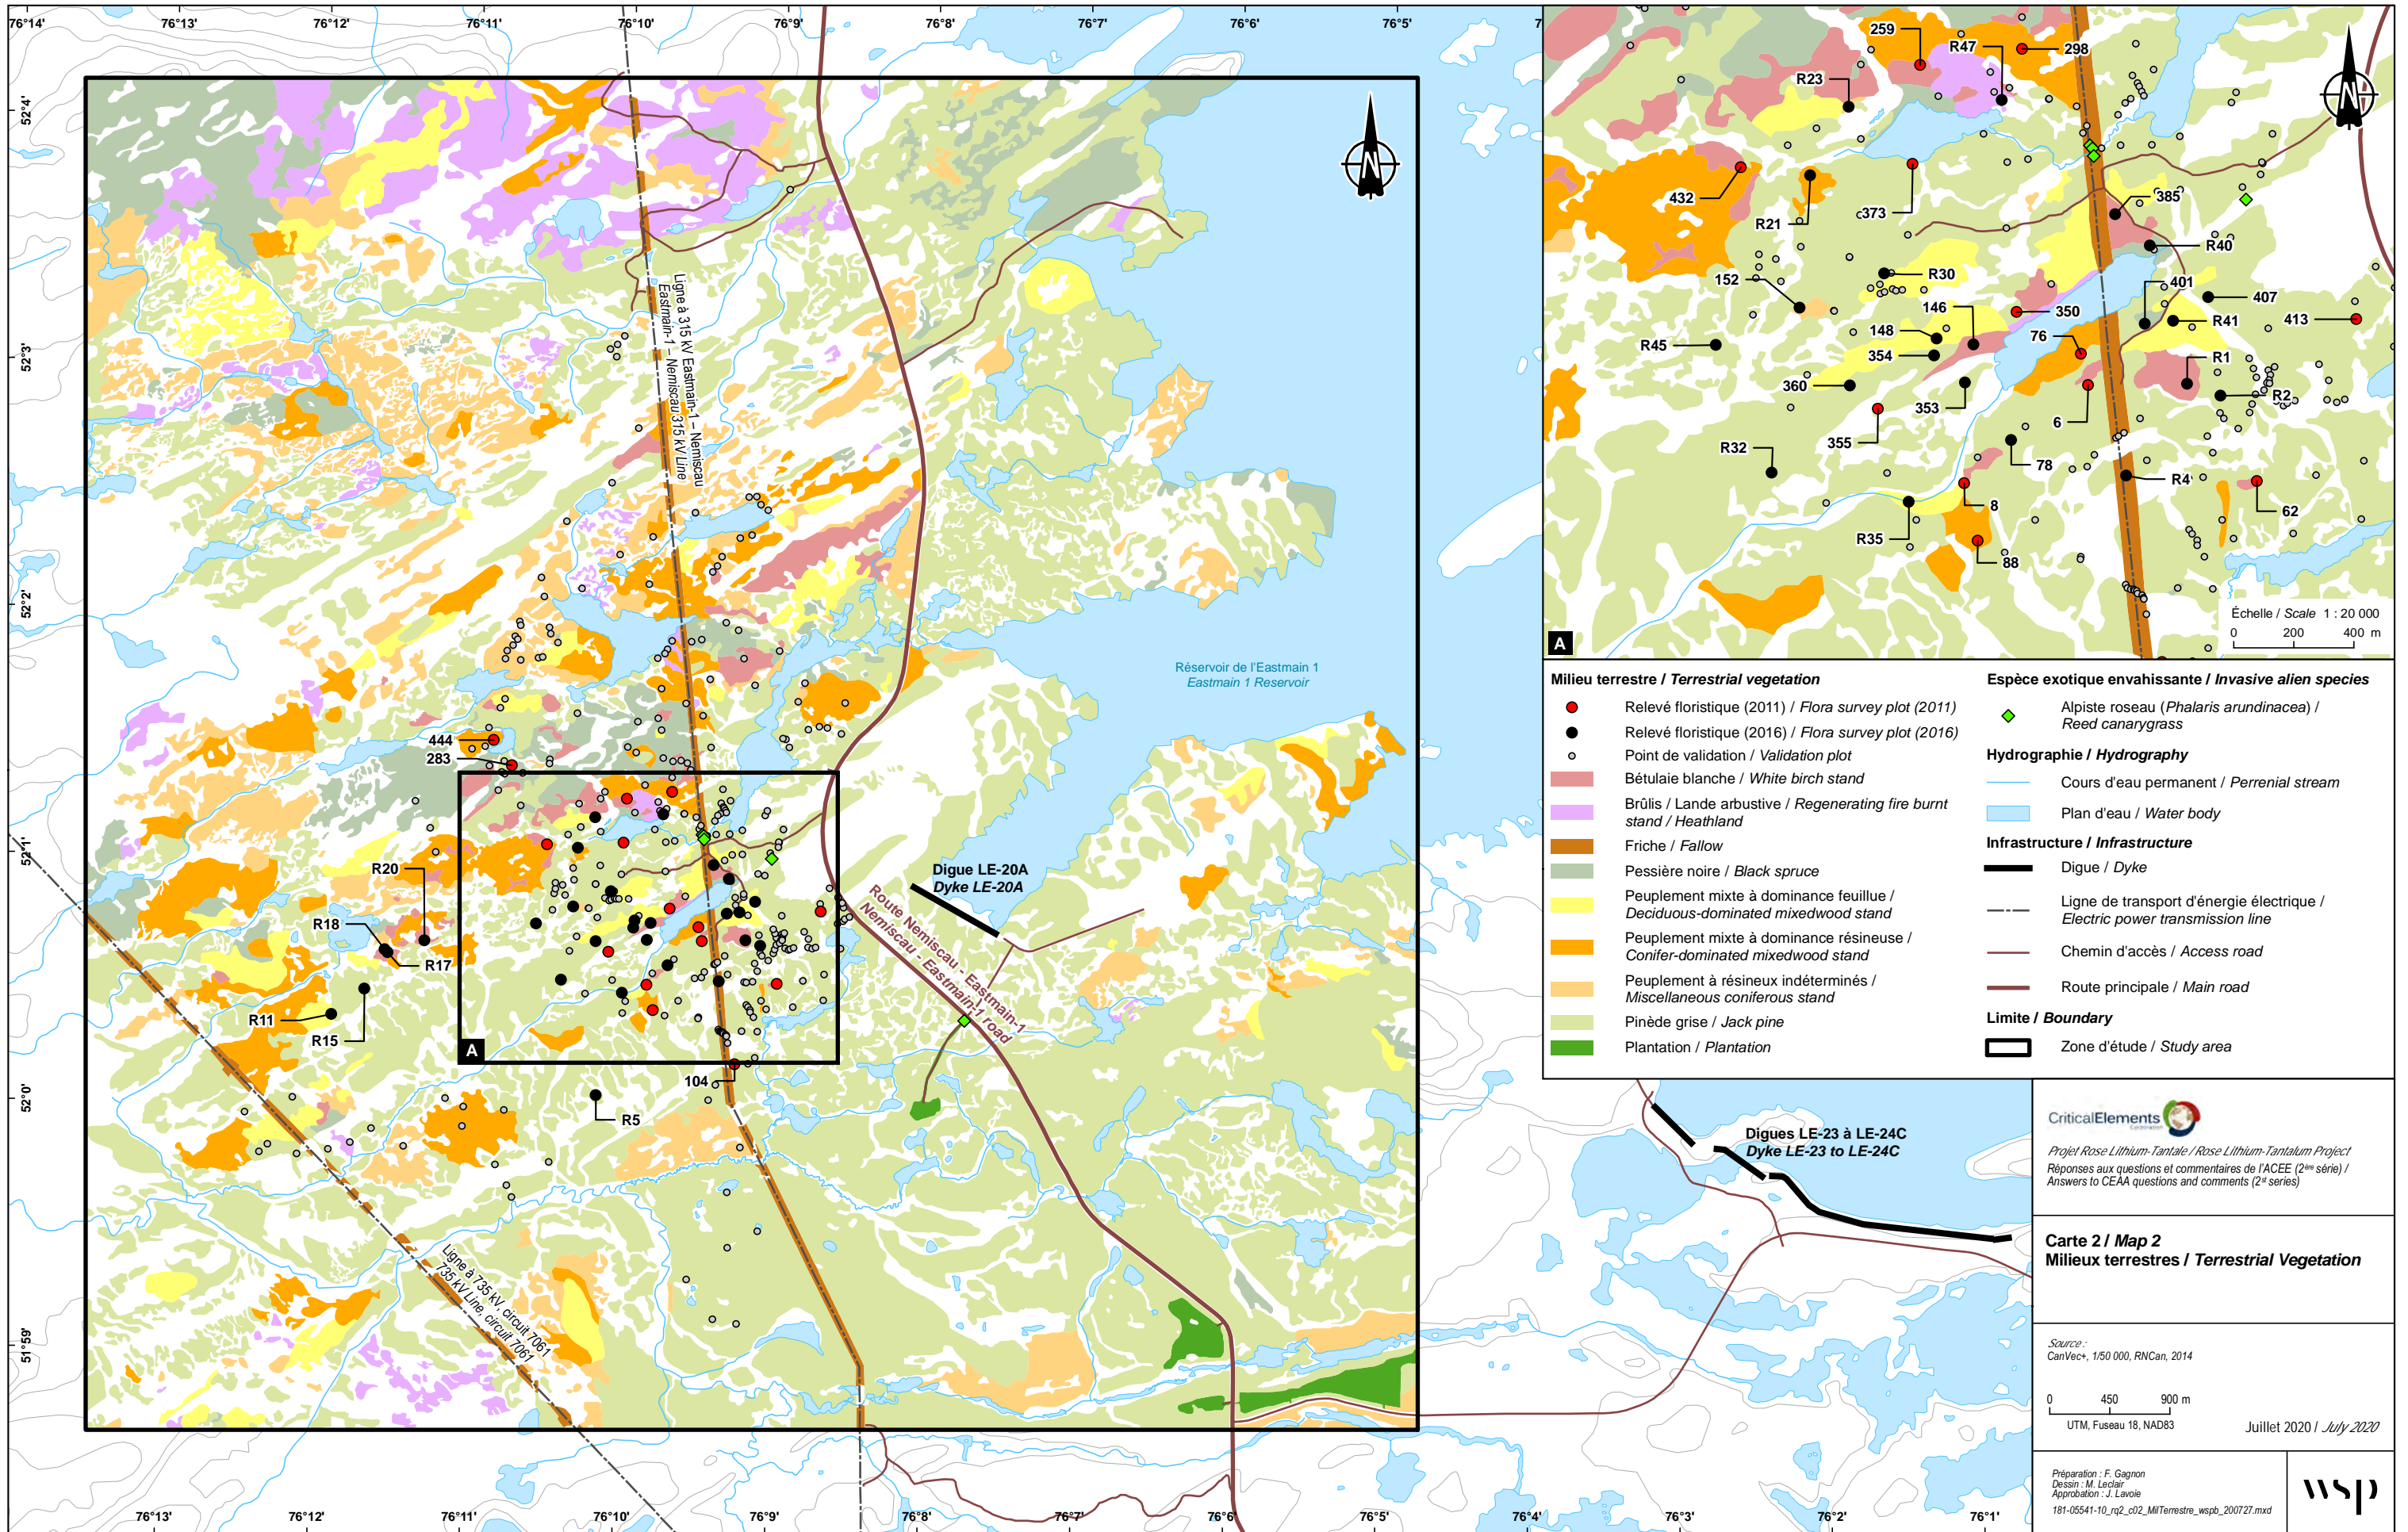 76°14' 76°13' 76°12' 76°11' 76°10' 76°9' 76°8' 76°7' 76°6' 76°5'
52°4'
52°3'
52°2'
52°1'
52°0'
51°59'
Ligne à 315 kV Eastmain-1 – Nemiscau
Eastmain-1 – Nemiscau 315 kV Line
Réservoir de l'Eastmain 1
Eastmain 1 Reservoir
444
283
R20
R18
R17
R11
R15
A
104
R5
Digue LE-20A
Dyke LE-20A
Route Nemiscau - Eastmain-1
Nemiscau - Eastmain-1 road
Ligne à 735 kV, circuit 7061
735 kV Line, circuit 7061
Digues LE-23 à LE-24C
Dyke LE-23 to LE-24C
76°13' 76°12' 76°11' 76°10' 76°9' 76°8' 76°7' 76°6' 76°5' 76°4' 76°3' 76°2' 76°1'
N
259
R47
298
R23
432
R21
373
385
R40
R30
152
401
407
146
350
R41
413
148
76
R45
354
R1
360
353
R2
355
6
R32
78
R4
8
62
R35
88
Échelle / Scale 1 : 20 000
0 200 400 m
A
N
Milieu terrestre / Terrestrial vegetation
Relevé floristique (2011) / Flora survey plot (2011)
Relevé floristique (2016) / Flora survey plot (2016)
Point de validation / Validation plot
Bétulaie blanche / White birch stand
Brûlis / Lande arbustive / Regenerating fire burnt
stand / Heathland
Friche / Fallow
Pessière noire / Black spruce
Peuplement mixte à dominance feuillue /
Deciduous-dominated mixedwood stand
Peuplement mixte à dominance résineuse /
Conifer-dominated mixedwood stand
Peuplement à résineux indéterminés /
Miscellaneous coniferous stand
Pinède grise / Jack pine
Plantation / Plantation
Espèce exotique envahissante / Invasive alien species
Alpiste roseau (Phalaris arundinacea) /
Reed canarygrass
Hydrographie / Hydrography
Cours d'eau permanent / Perrenial stream
Plan d'eau / Water body
Infrastructure / Infrastructure
Digue / Dyke
Ligne de transport d'énergie électrique /
Electric power transmission line
Chemin d'accès / Access road
Route principale / Main road
Limite / Boundary
Zone d'étude / Study area
CriticalElements
Corporation
Projet Rose Lithium-Tantale / Rose Lithium-Tantalum Project
Réponses aux questions et commentaires de l'ACEE (2ème série) /
Answers to CEAA questions and comments (2st series)
Carte 2 / Map 2
Milieux terrestres / Terrestrial Vegetation
Source :
CanVec+, 1/50 000, RNCan, 2014
0 450 900 m
UTM, Fuseau 18, NAD83
Juillet 2020 / July 2020
Préparation : F. Gagnon
Dessin : M. Leclair
Approbation : J. Lavoie
181-05541-10_rq2_c02_MilTerrestre_wspb_200727.mxd
wsp